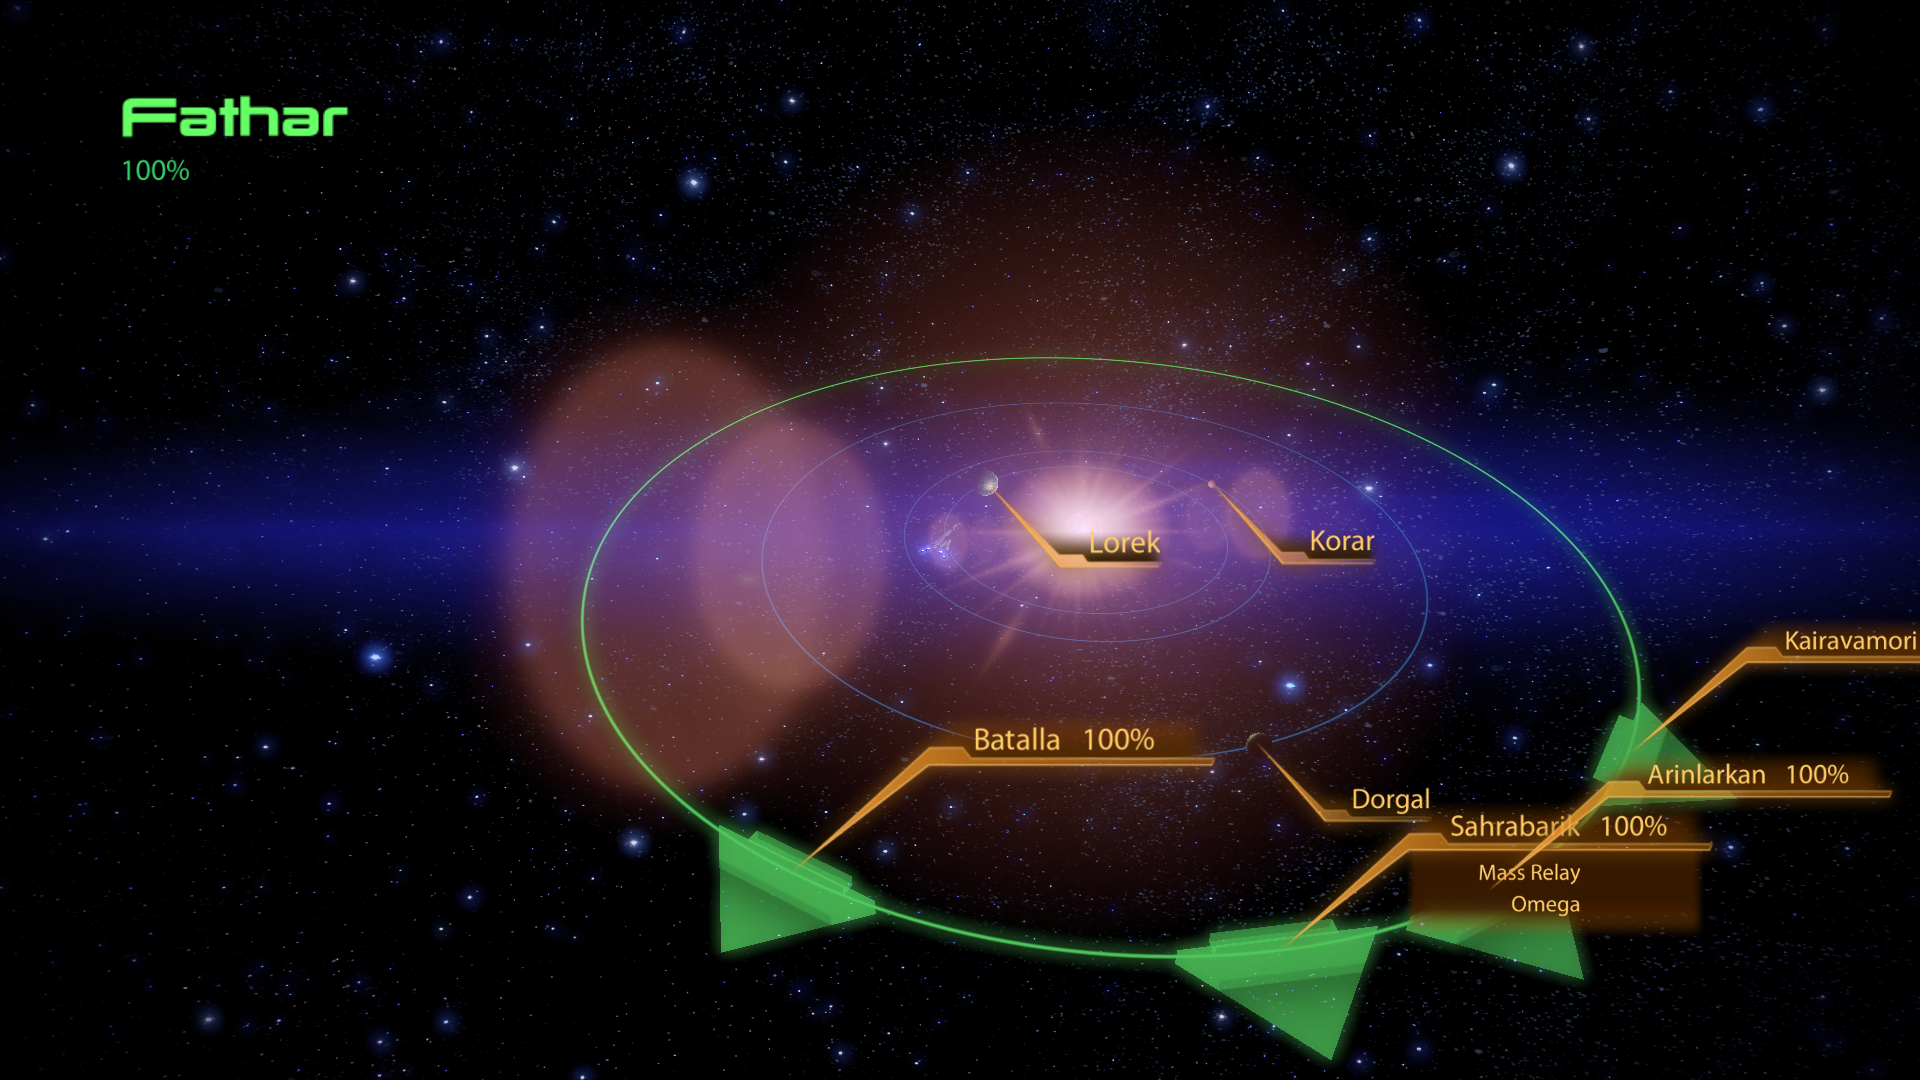 Fathar
100%
Lorek
Korar
Kairavamori
Batalla 100%
Arinlarkan 100%
Dorgal
Sahrabarik 100%
Mass Relay
Omega